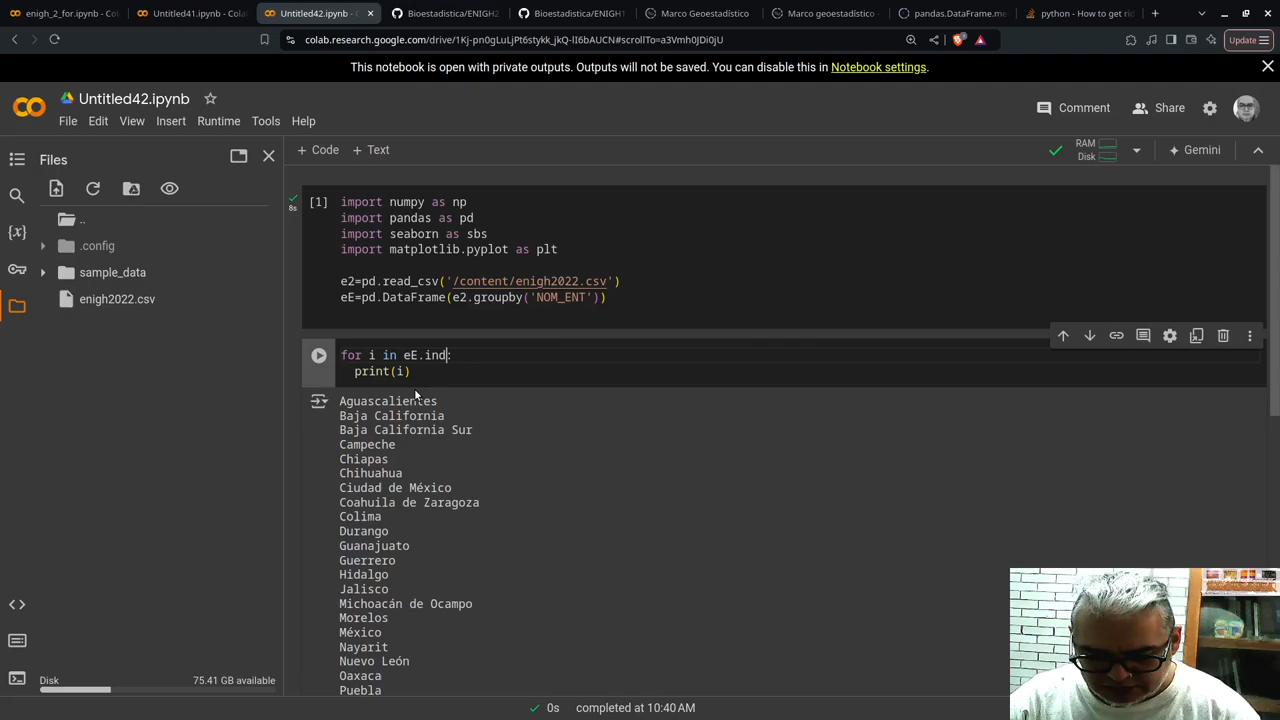 enigh_2_for.ipynb - Co
Untitled41.ipynb - Cola
Untitled42.ipynb - Col
Bioestadistica/ENIGH2
Bioestadistica/ENIGH1
Marco Geoestadístico
Marco geoestadístico
pandas.DataFrame.me
python - How to get ri
colab.research.google.com/drive/1Kj-pn0gLuLjPt6stykk_jkQ-lI6bAUCN#scrollTo=a3Vmh0JDi0jU
Update
This notebook is open with private outputs. Outputs will not be saved. You can disable this in Notebook settings.
CO
Untitled42.ipynb
File Edit View Insert Runtime Tools Help
Comment
Share
Files
+ Code + Text
RAM
Disk
Gemini
..
.config
sample_data
enigh2022.csv
8s
[1]
import numpy as np
import pandas as pd
import seaborn as sbs
import matplotlib.pyplot as plt
e2=pd.read_csv('/content/enigh2022.csv')
eE=pd.DataFrame(e2.groupby('NOM_ENT'))
for i in eE.ind:
print(i)
Aguascalientes
Baja California
Baja California Sur
Campeche
Chiapas
Chihuahua
Ciudad de México
Coahuila de Zaragoza
Colima
Durango
Guanajuato
Guerrero
Hidalgo
Jalisco
Michoacán de Ocampo
Morelos
México
Nayarit
Nuevo León
Oaxaca
Puebla
Disk
75.41 GB available
0s completed at 10:40 AM